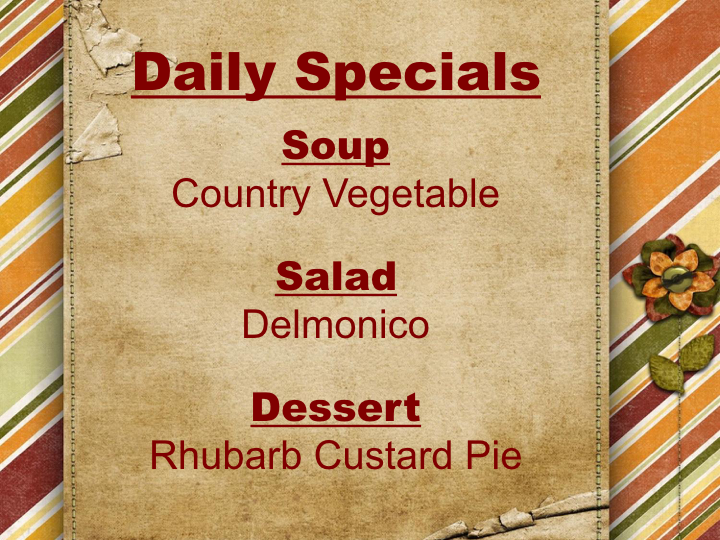 Daily Specials
Soup
Country Vegetable
Salad
Delmonico
Dessert
Rhubarb Custard Pie